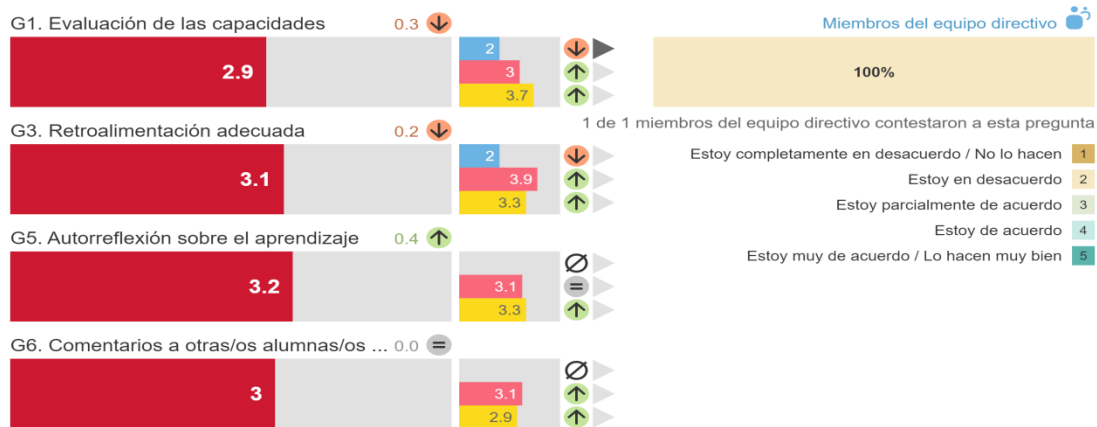 G1. Evaluación de las capacidades 0.3
2.9
2
3
3.7
G3. Retroalimentación adecuada 0.2
3.1
2
3.9
3.3
G5. Autorreflexión sobre el aprendizaje 0.4
3.2
3.1
3.3
G6. Comentarios a otras/os alumnas/os ... 0.0
3
3.1
2.9
Miembros del equipo directivo
100%
1 de 1 miembros del equipo directivo contestaron a esta pregunta
Estoy completamente en desacuerdo / No lo hacen 1
Estoy en desacuerdo 2
Estoy parcialmente de acuerdo 3
Estoy de acuerdo 4
Estoy muy de acuerdo / Lo hacen muy bien 5